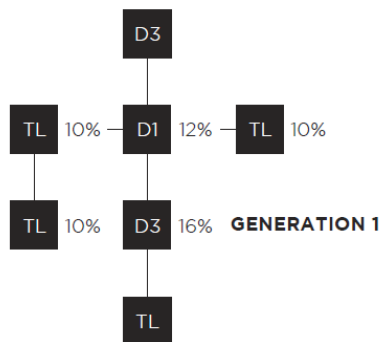 D3
TL 10% D1 12% TL 10%
TL 10% D3 16% GENERATION 1
TL